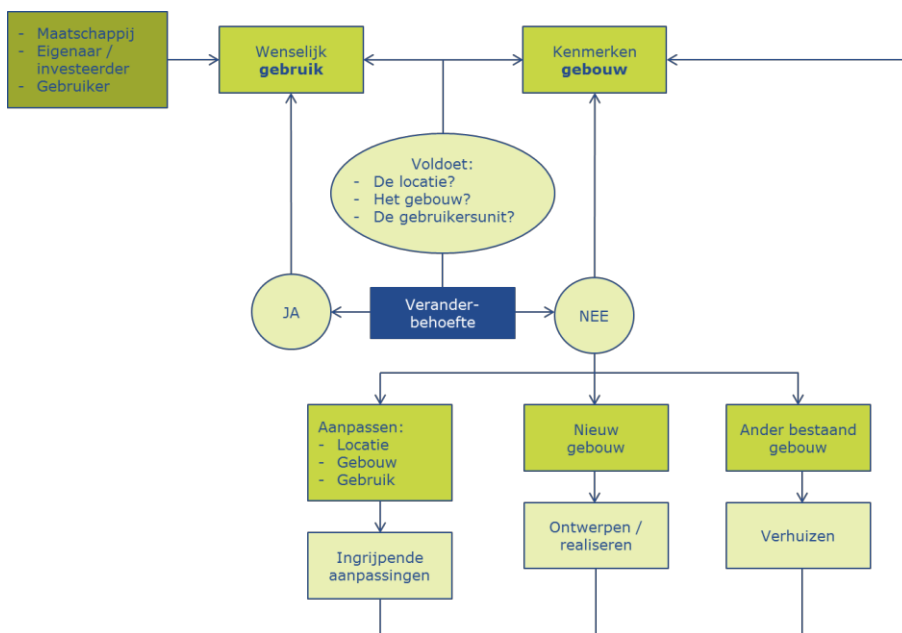 - Maatschappij
- Eigenaar /
investeerder
- Gebruiker
Wenselijk
gebruik
Kenmerken
gebouw
Voldoet:
- De locatie?
- Het gebouw?
- De gebruikersunit?
JA
Verander-
behoefte
NEE
Aanpassen:
- Locatie
- Gebouw
- Gebruik
Nieuw
gebouw
Ander bestaand
gebouw
Ingrijpende
aanpassingen
Ontwerpen /
realiseren
Verhuizen